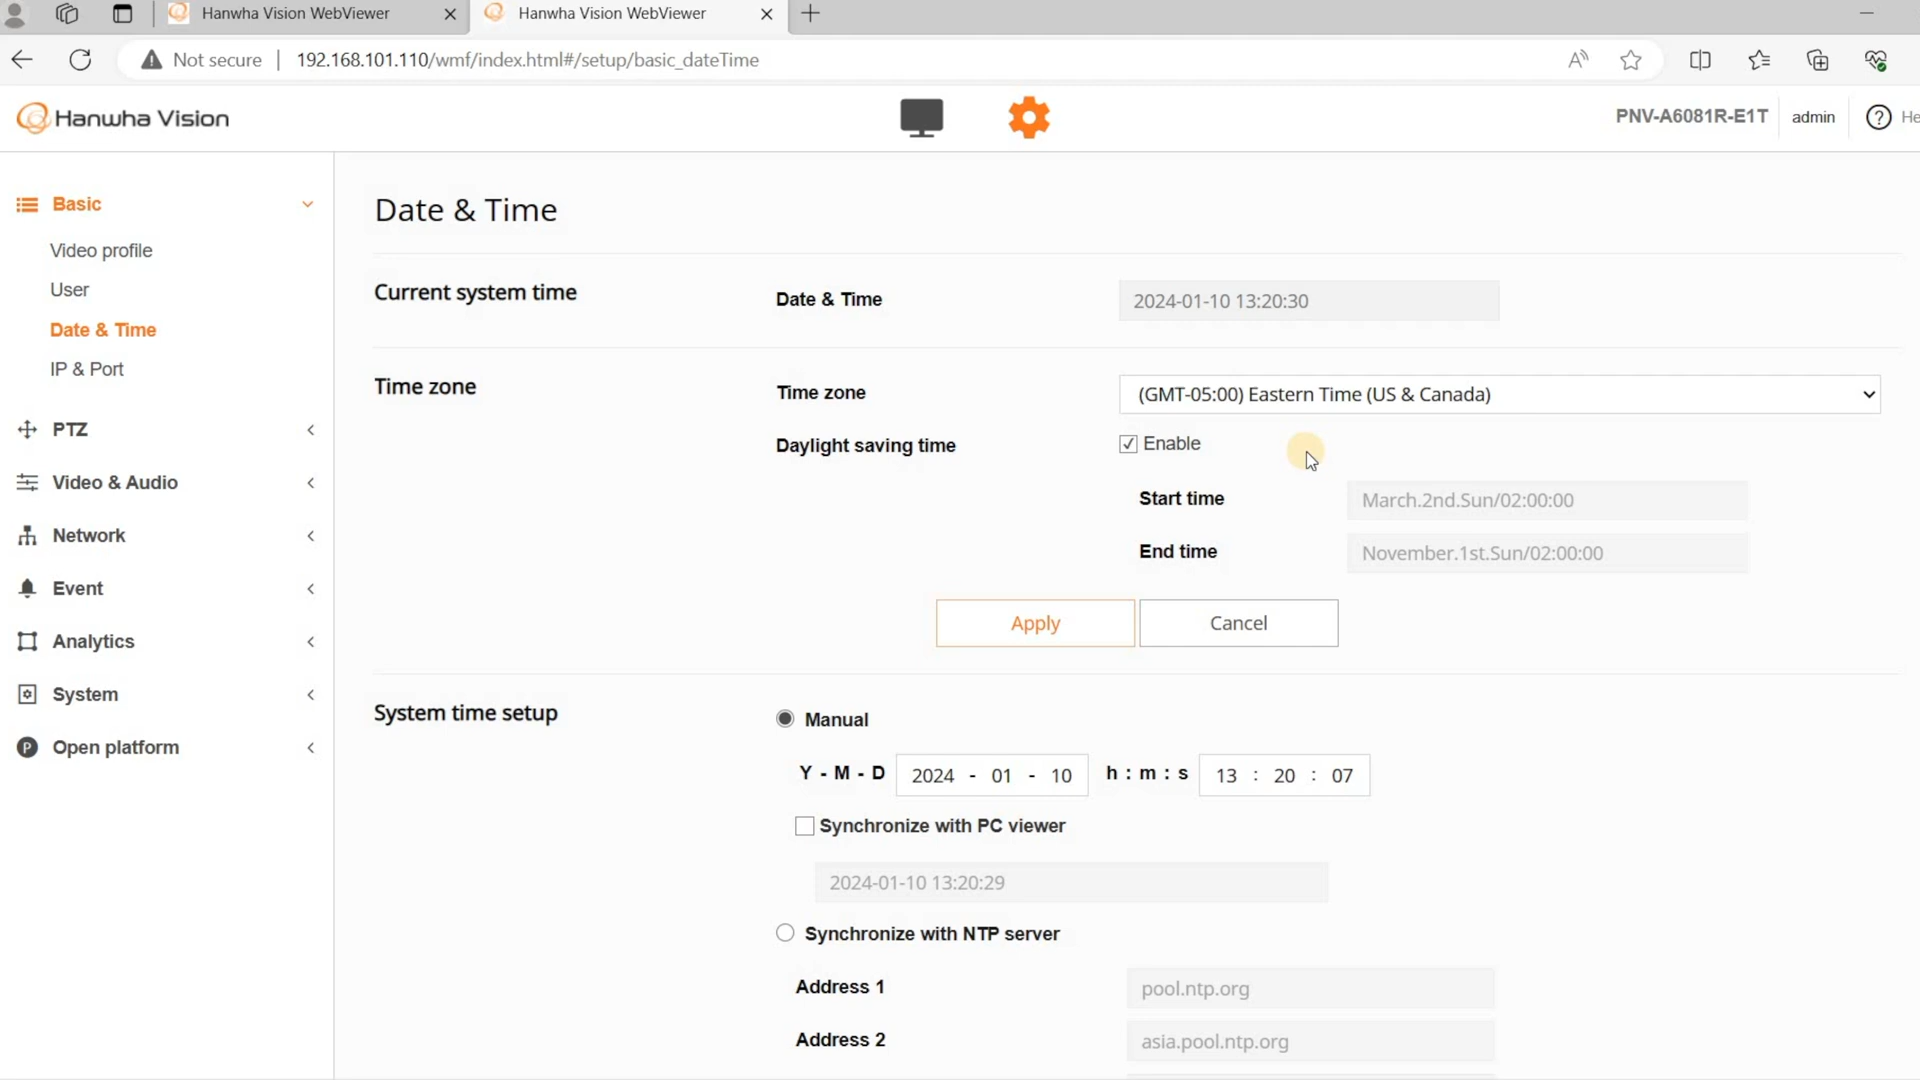 Hanwha Vision WebViewer
Hanwha Vision WebViewer
Not secure
192.168.101.110/wmf/index.html#/setup/basic_dateTime
Hanwha Vision
PNV-A6081R-E1T
admin
Basic
Video profile
User
Date & Time
IP & Port
PTZ
Video & Audio
Network
Event
Analytics
System
Open platform
Date & Time
Current system time
Date & Time
2024-01-10 13:20:30
Time zone
Time zone
(GMT-05:00) Eastern Time (US & Canada)
Daylight saving time
Enable
Start time
March.2nd.Sun/02:00:00
End time
November.1st.Sun/02:00:00
Apply
Cancel
System time setup
Manual
Y - M - D 2024 - 01 - 10 h : m : s 13 : 20 : 07
Synchronize with PC viewer
2024-01-10 13:20:29
Synchronize with NTP server
Address 1
pool.ntp.org
Address 2
asia.pool.ntp.org